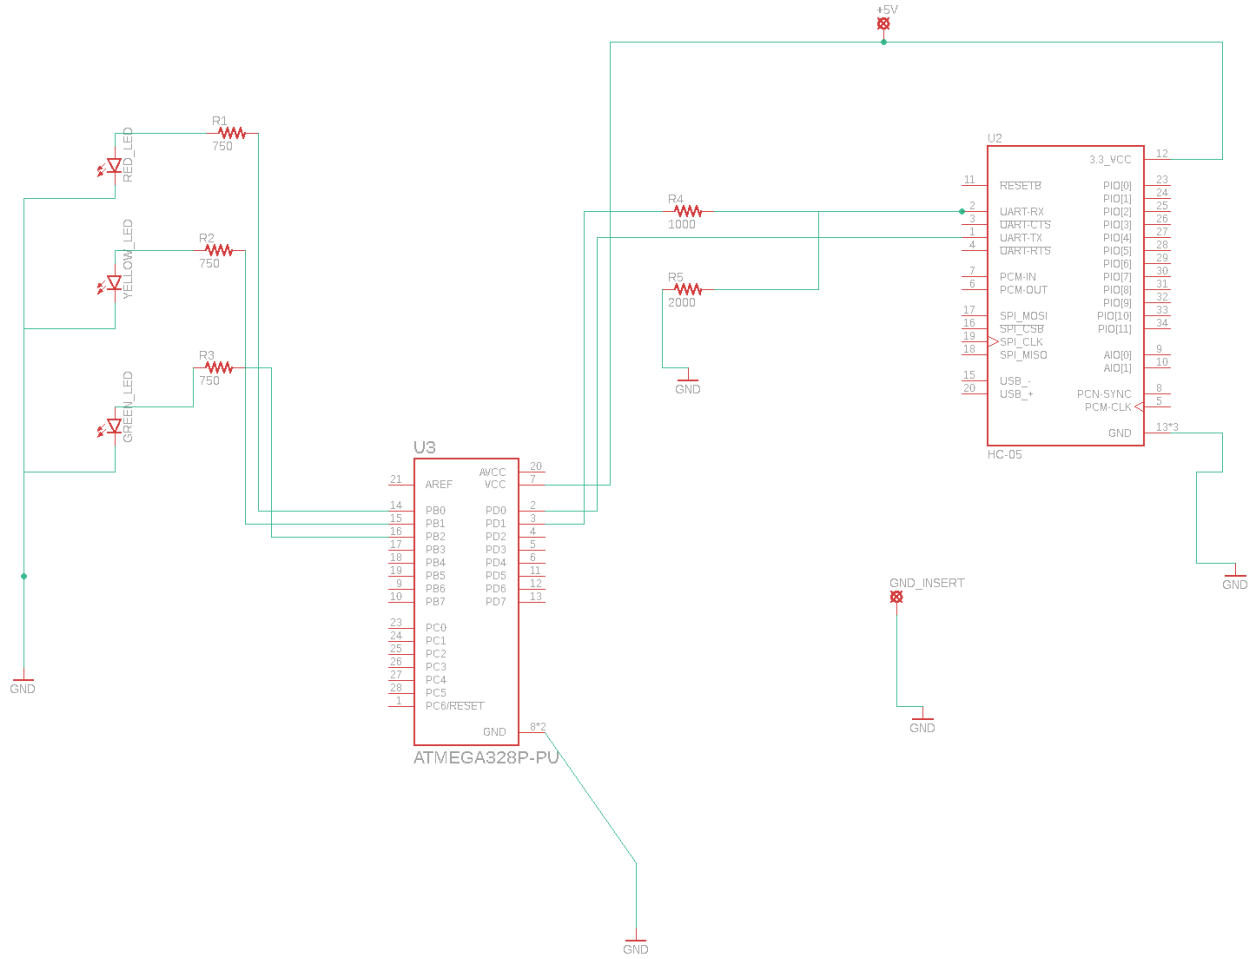 +5V
R1
750
RED_LED
R2
750
YELLOW_LED
R3
750
GREEN_LED
GND
R4
1000
R5
2000
GND
U2
3.3_VCC 12
11 RESETB
PIO[0] 23
PIO[1] 24
2 UART-RX
PIO[2] 25
3 UART-CTS
PIO[3] 26
1 UART-TX
PIO[4] 27
4 UART-RTS
PIO[5] 28
PIO[6] 29
7 PCM-IN
PIO[7] 30
6 PCM-OUT
PIO[8] 31
PIO[9] 32
17 SPI_MOSI
PIO[10] 33
16 SPI_CSB
PIO[11] 34
19 SPI_CLK
18 SPI_MISO
AIO[0] 9
AIO[1] 10
15 USB_-
20 USB_+
PCN-SYNC 8
PCM-CLK 5
GND 13*3
HC-05
GND
U3
AVCC 20
21 AREF
VCC 7
14 PB0
PD0 2
15 PB1
PD1 3
16 PB2
PD2 4
17 PB3
PD3 5
18 PB4
PD4 6
19 PB5
PD5 11
9 PB6
PD6 12
10 PB7
PD7 13
23 PC0
24 PC1
25 PC2
26 PC3
27 PC4
28 PC5
1 PC6/RESET
GND 8*2
ATMEGA328P-PU
GND
GND_INSERT
GND